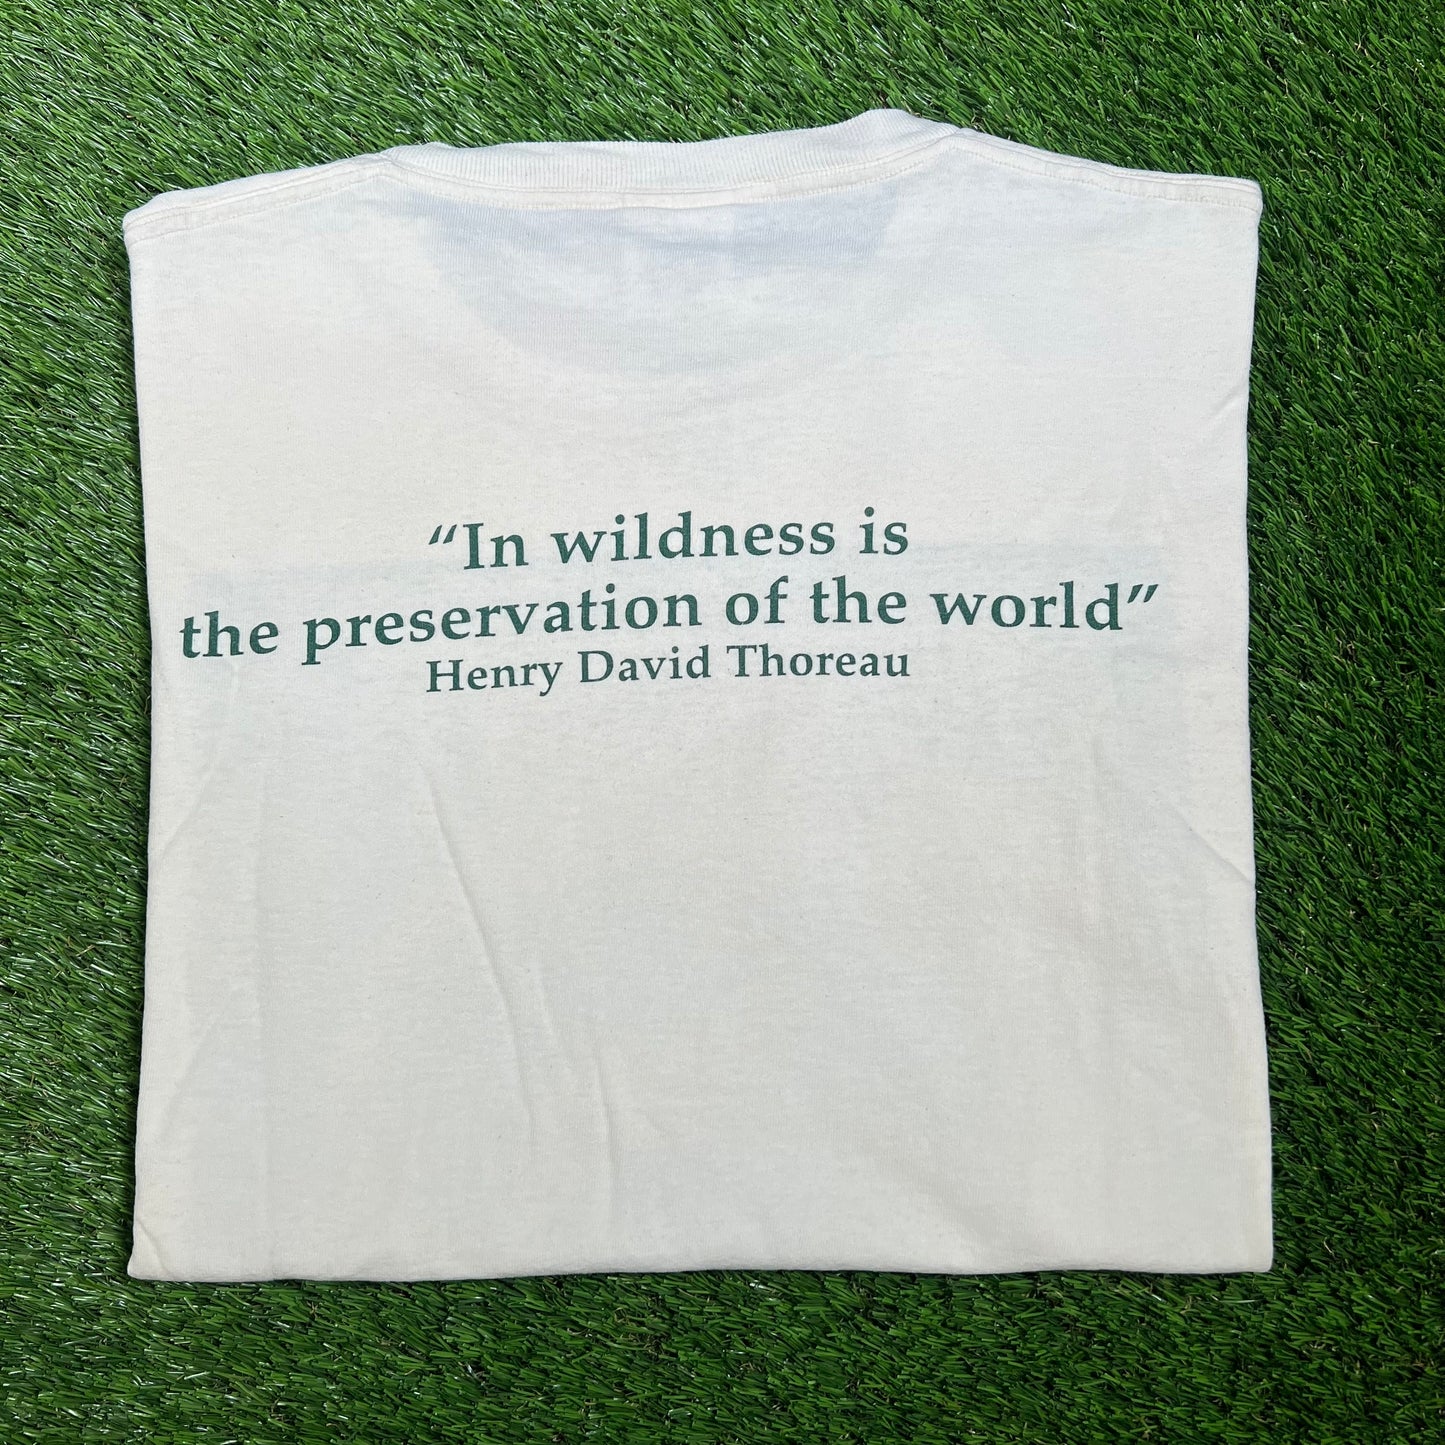 “In wildness is
the preservation of the world”
Henry David Thoreau